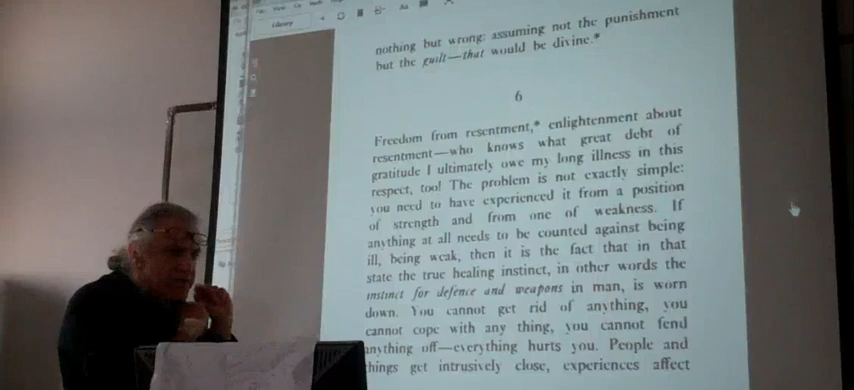 Library
Aa
nothing but wrong: assuming not the punishment
but the guilt—that would be divine.*
6
Freedom from resentment,* enlightenment about
resentment—who knows what great debt of
gratitude I ultimately owe my long illness in this
respect, too! The problem is not exactly simple:
you need to have experienced it from a position
of strength and from one of weakness. If
anything at all needs to be counted against being
ill, being weak, then it is the fact that in that
state the true healing instinct, in other words the
instinct for defence and weapons in man, is worn
down. You cannot get rid of anything, you
cannot cope with any thing, you cannot fend
anything off—everything hurts you. People and
things get intrusively close, experiences affect